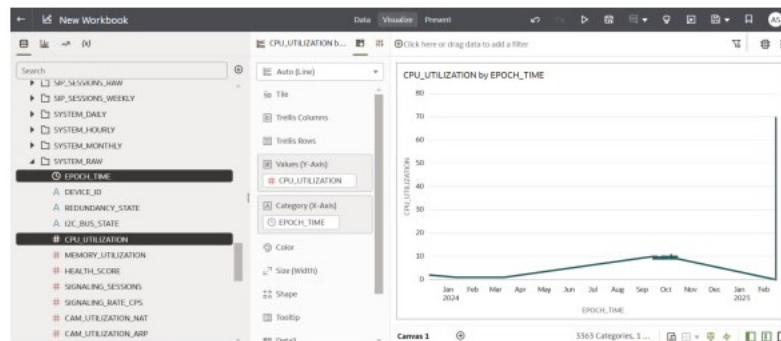 New Workbook
Data Visualize Present
AS
Search
SIP_SESSIONS_RAW
SIP_SESSIONS_WEEKLY
SYSTEM_DAILY
SYSTEM_HOURLY
SYSTEM_MONTHLY
SYSTEM_RAW
EPOCH_TIME
DEVICE_ID
REDUNDANCY_STATE
I2C_BUS_STATE
CPU_UTILIZATION
MEMORY_UTILIZATION
HEALTH_SCORE
SIGNALING_SESSIONS
SIGNALING_RATE_CPS
CAM_UTILIZATION_NAT
CAM_UTILIZATION_ARP
CPU_UTILIZATION b...
Auto (Line)
Tile
Trellis Columns
Trellis Rows
Values (Y-Axis)
CPU_UTILIZATION
Category (X-Axis)
EPOCH_TIME
Color
Size (Width)
Shape
Tooltip
Detail
Click here or drag data to add a filter
CPU_UTILIZATION by EPOCH_TIME
80
70
60
50
40
30
20
10
0
CPU_UTILIZATION
Jan Feb Mar Apr May Jun Jul Aug Sep Oct Nov Dec Jan Feb
2024 2025
EPOCH_TIME
Canvas 1
3363 Categories, 1 ...